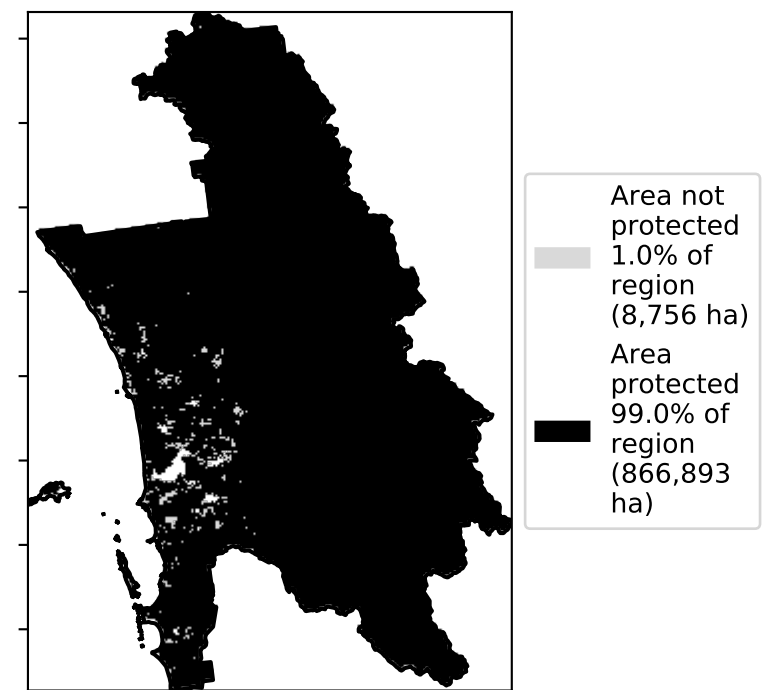 Area not
protected
1.0% of
region
(8,756 ha)
Area
protected
99.0% of
region
(866,893
ha)